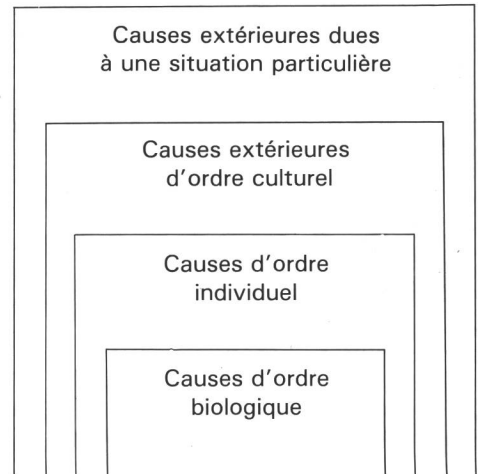 Causes extérieures dues
à une situation particulière
Causes extérieures
d'ordre culturel
Causes d'ordre
individuel
Causes d'ordre
biologique